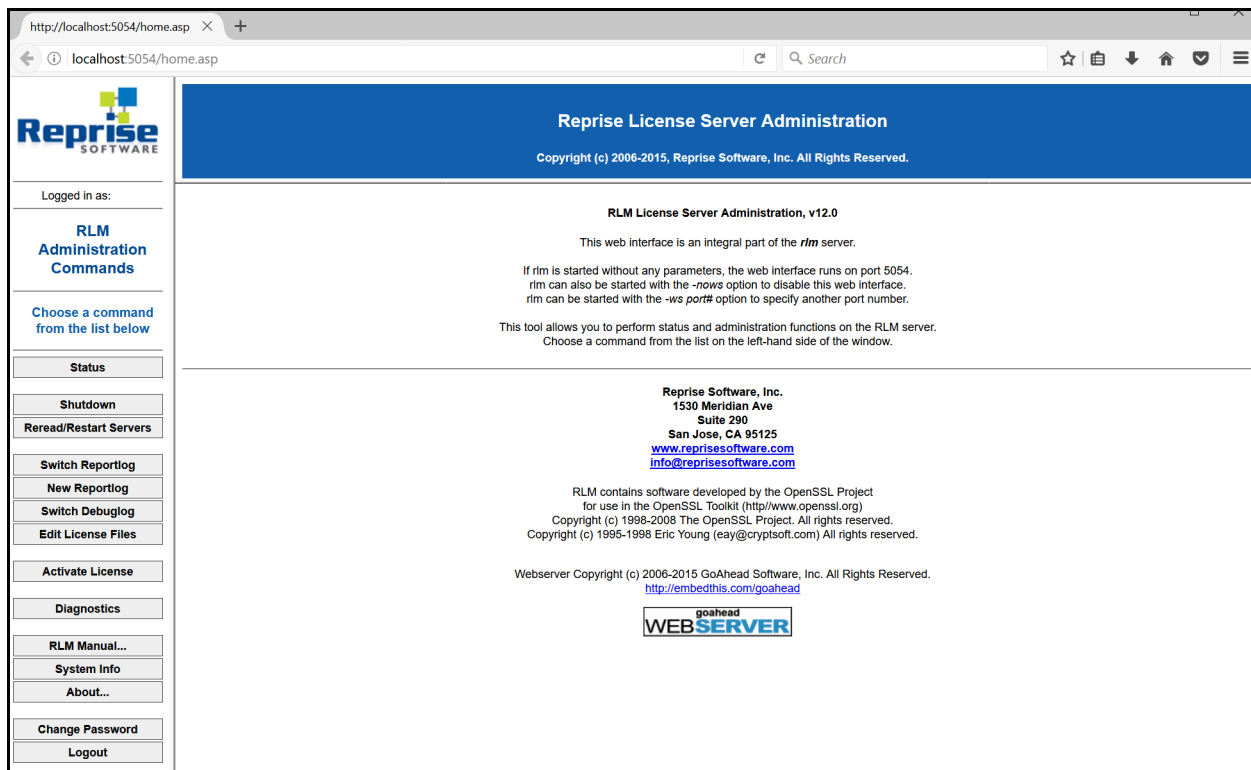 http://localhost:5054/home.asp
localhost:5054/home.asp
Search
Reprise
SOFTWARE
Logged in as:
RLM
Administration
Commands
Choose a command
from the list below
Status
Shutdown
Reread/Restart Servers
Switch Reportlog
New Reportlog
Switch Debuglog
Edit License Files
Activate License
Diagnostics
RLM Manual...
System Info
About...
Change Password
Logout
Reprise License Server Administration
Copyright (c) 2006-2015, Reprise Software, Inc. All Rights Reserved.
RLM License Server Administration, v12.0
This web interface is an integral part of the rlm server.
If rlm is started without any parameters, the web interface runs on port 5054.
rlm can also be started with the -nows option to disable this web interface.
rlm can be started with the -ws port# option to specify another port number.
This tool allows you to perform status and administration functions on the RLM server.
Choose a command from the list on the left-hand side of the window.
Reprise Software, Inc.
1530 Meridian Ave
Suite 290
San Jose, CA 95125
www.reprisesoftware.com
info@reprisesoftware.com
RLM contains software developed by the OpenSSL Project
for use in the OpenSSL Toolkit (http//www.openssl.org)
Copyright (c) 1998-2008 The OpenSSL Project. All rights reserved.
Copyright (c) 1995-1998 Eric Young (eay@cryptsoft.com) All rights reserved.
Webserver Copyright (c) 2006-2015 GoAhead Software, Inc. All Rights Reserved.
http://embedthis.com/goahead
goahead
WEBSERVER